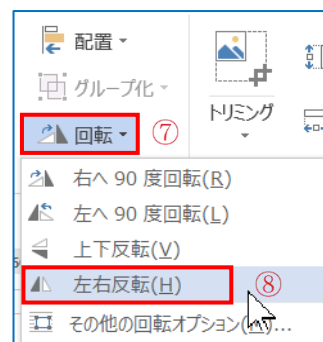 配置
グループ化
トリミング
回転 ⑦
右へ 90 度回転(R)
左へ 90 度回転(L)
上下反転(V)
左右反転(H) ⑧
その他の回転オプション(M)...